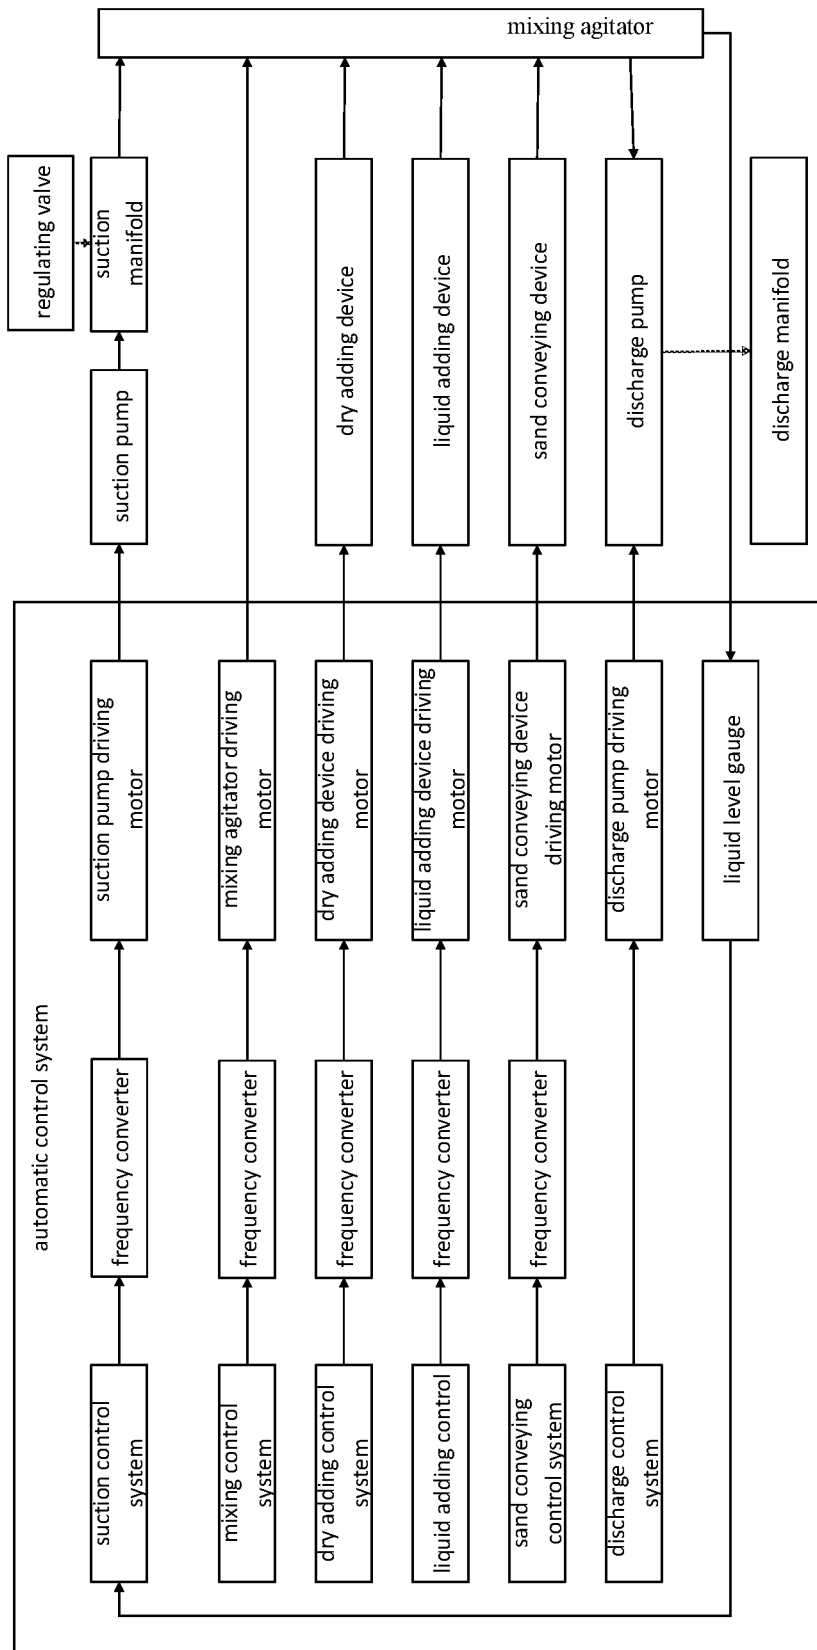 mixing agitator
regulating valve
suction
manifold
suction pump
dry adding device
liquid adding device
sand conveying device
discharge pump
discharge manifold
automatic control system
suction pump driving
motor
mixing agitator driving
motor
dry adding device driving
motor
liquid adding device driving
motor
sand conveying device
driving motor
discharge pump driving
motor
liquid level gauge
frequency converter
frequency converter
frequency converter
frequency converter
frequency converter
suction control
system
mixing control
system
dry adding control
system
liquid adding control
sand conveying
control system
discharge control
system